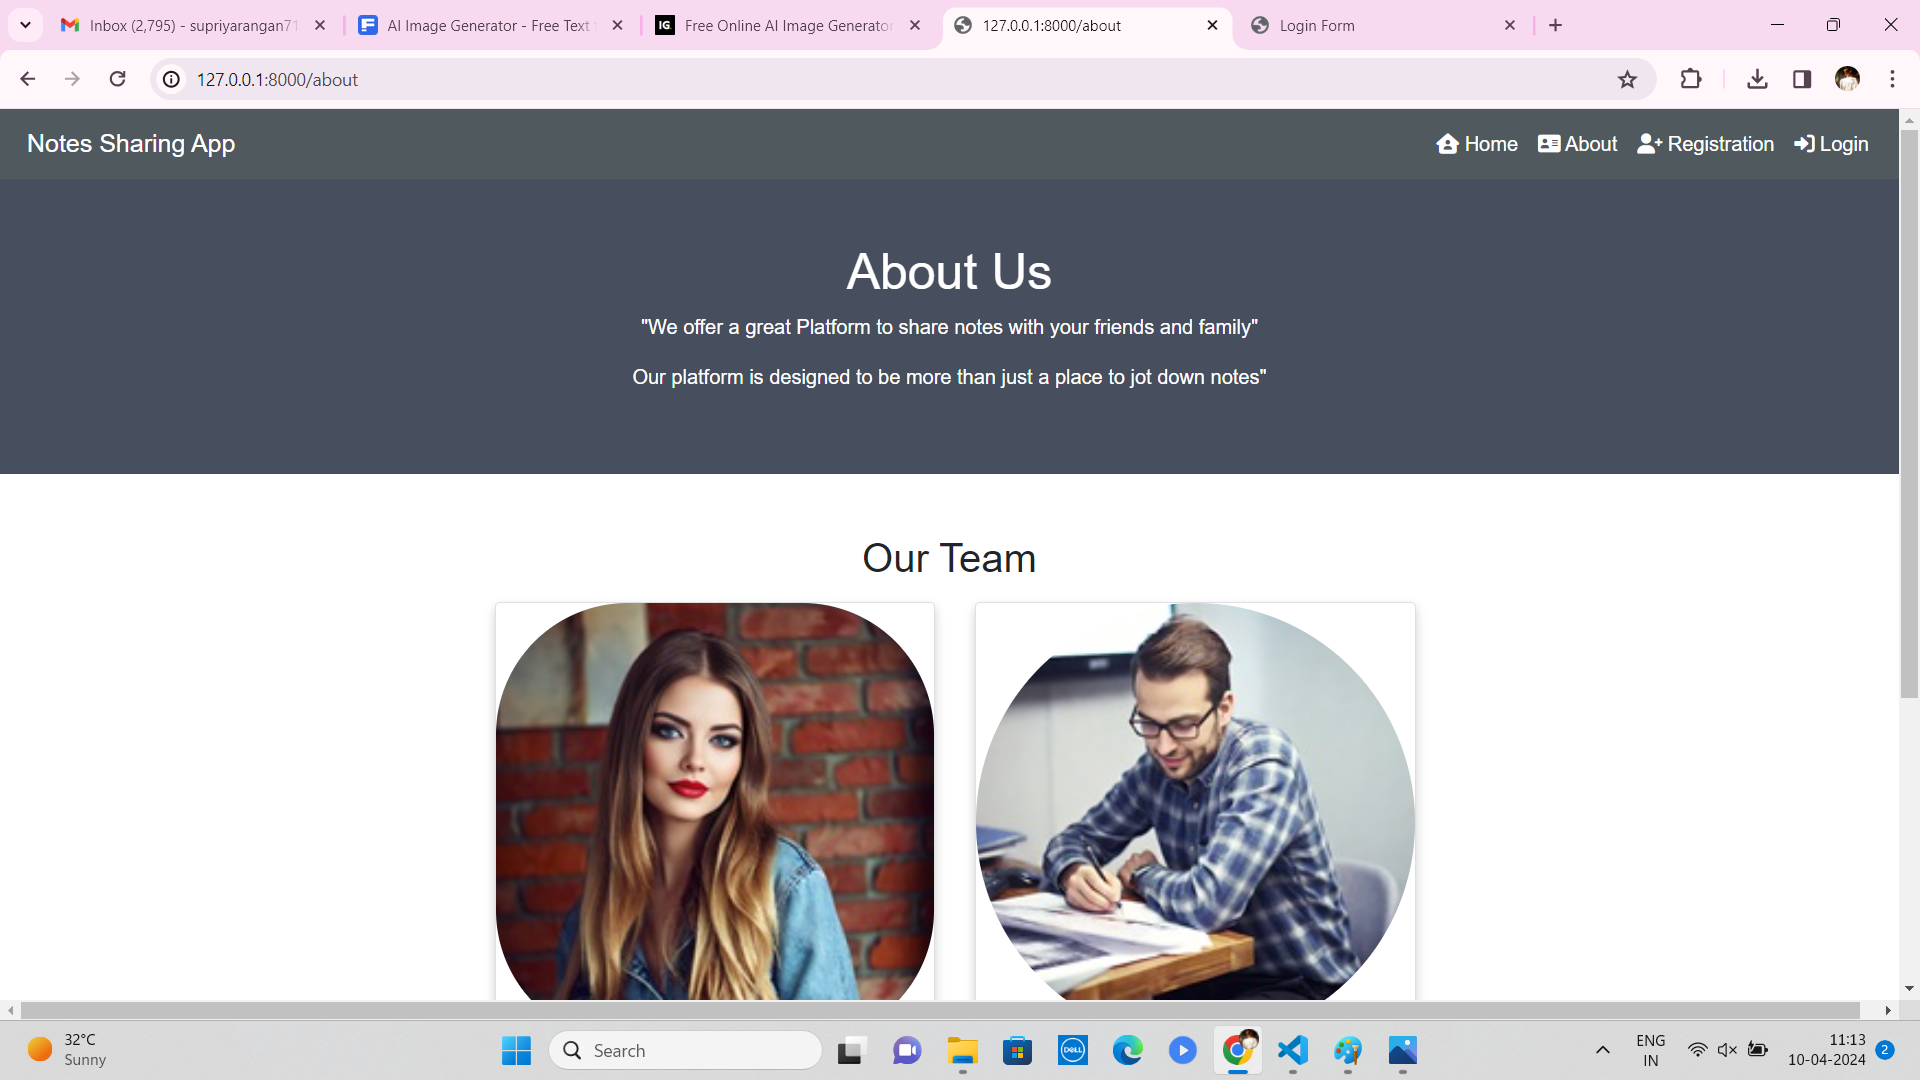 Inbox (2,795) - supriyarangan71
AI Image Generator - Free Text t
IG
Free Online AI Image Generator
127.0.0.1:8000/about
Login Form
127.0.0.1:8000/about
Notes Sharing App
Home
About
Registration
Login
About Us
"We offer a great Platform to share notes with your friends and family"
Our platform is designed to be more than just a place to jot down notes"
Our Team
32°C
Sunny
Search
DELL
ENG
IN
11:13
10-04-2024
2